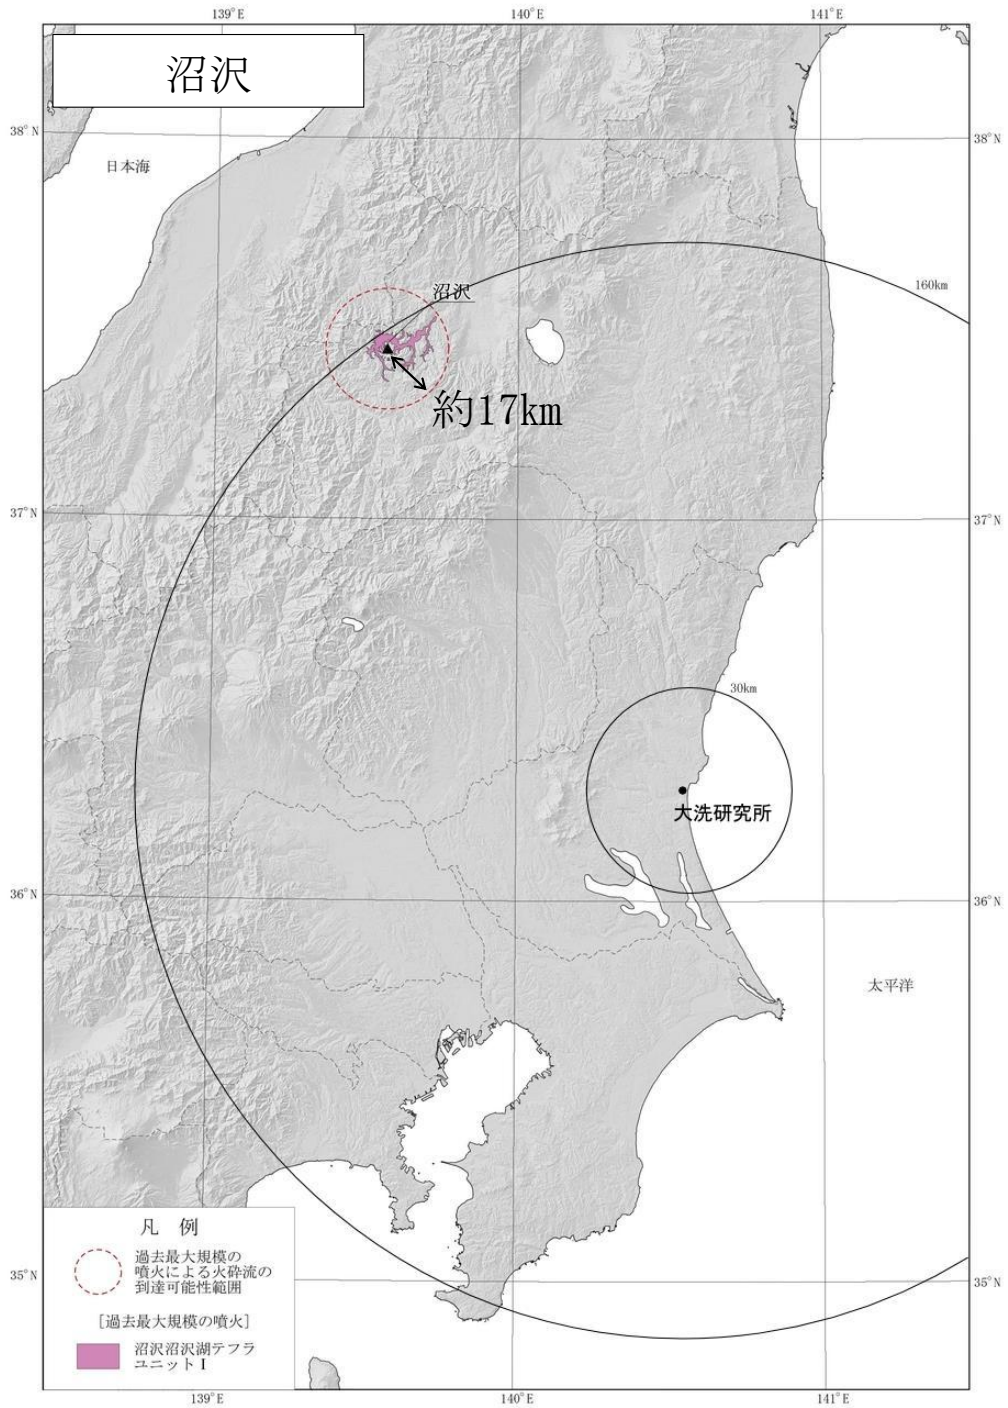 139°E
140°E
141°E
沼沢
38°N
38°N
日本海
160km
沼沢
約17km
37°N
37°N
30km
大洗研究所
36°N
36°N
太平洋
凡 例
過去最大規模の
噴火による火砕流の
到達可能性範囲
[過去最大規模の噴火]
沼沢沼沢湖テフラ
ユニットⅠ
35°N
35°N
139°E
140°E
141°E